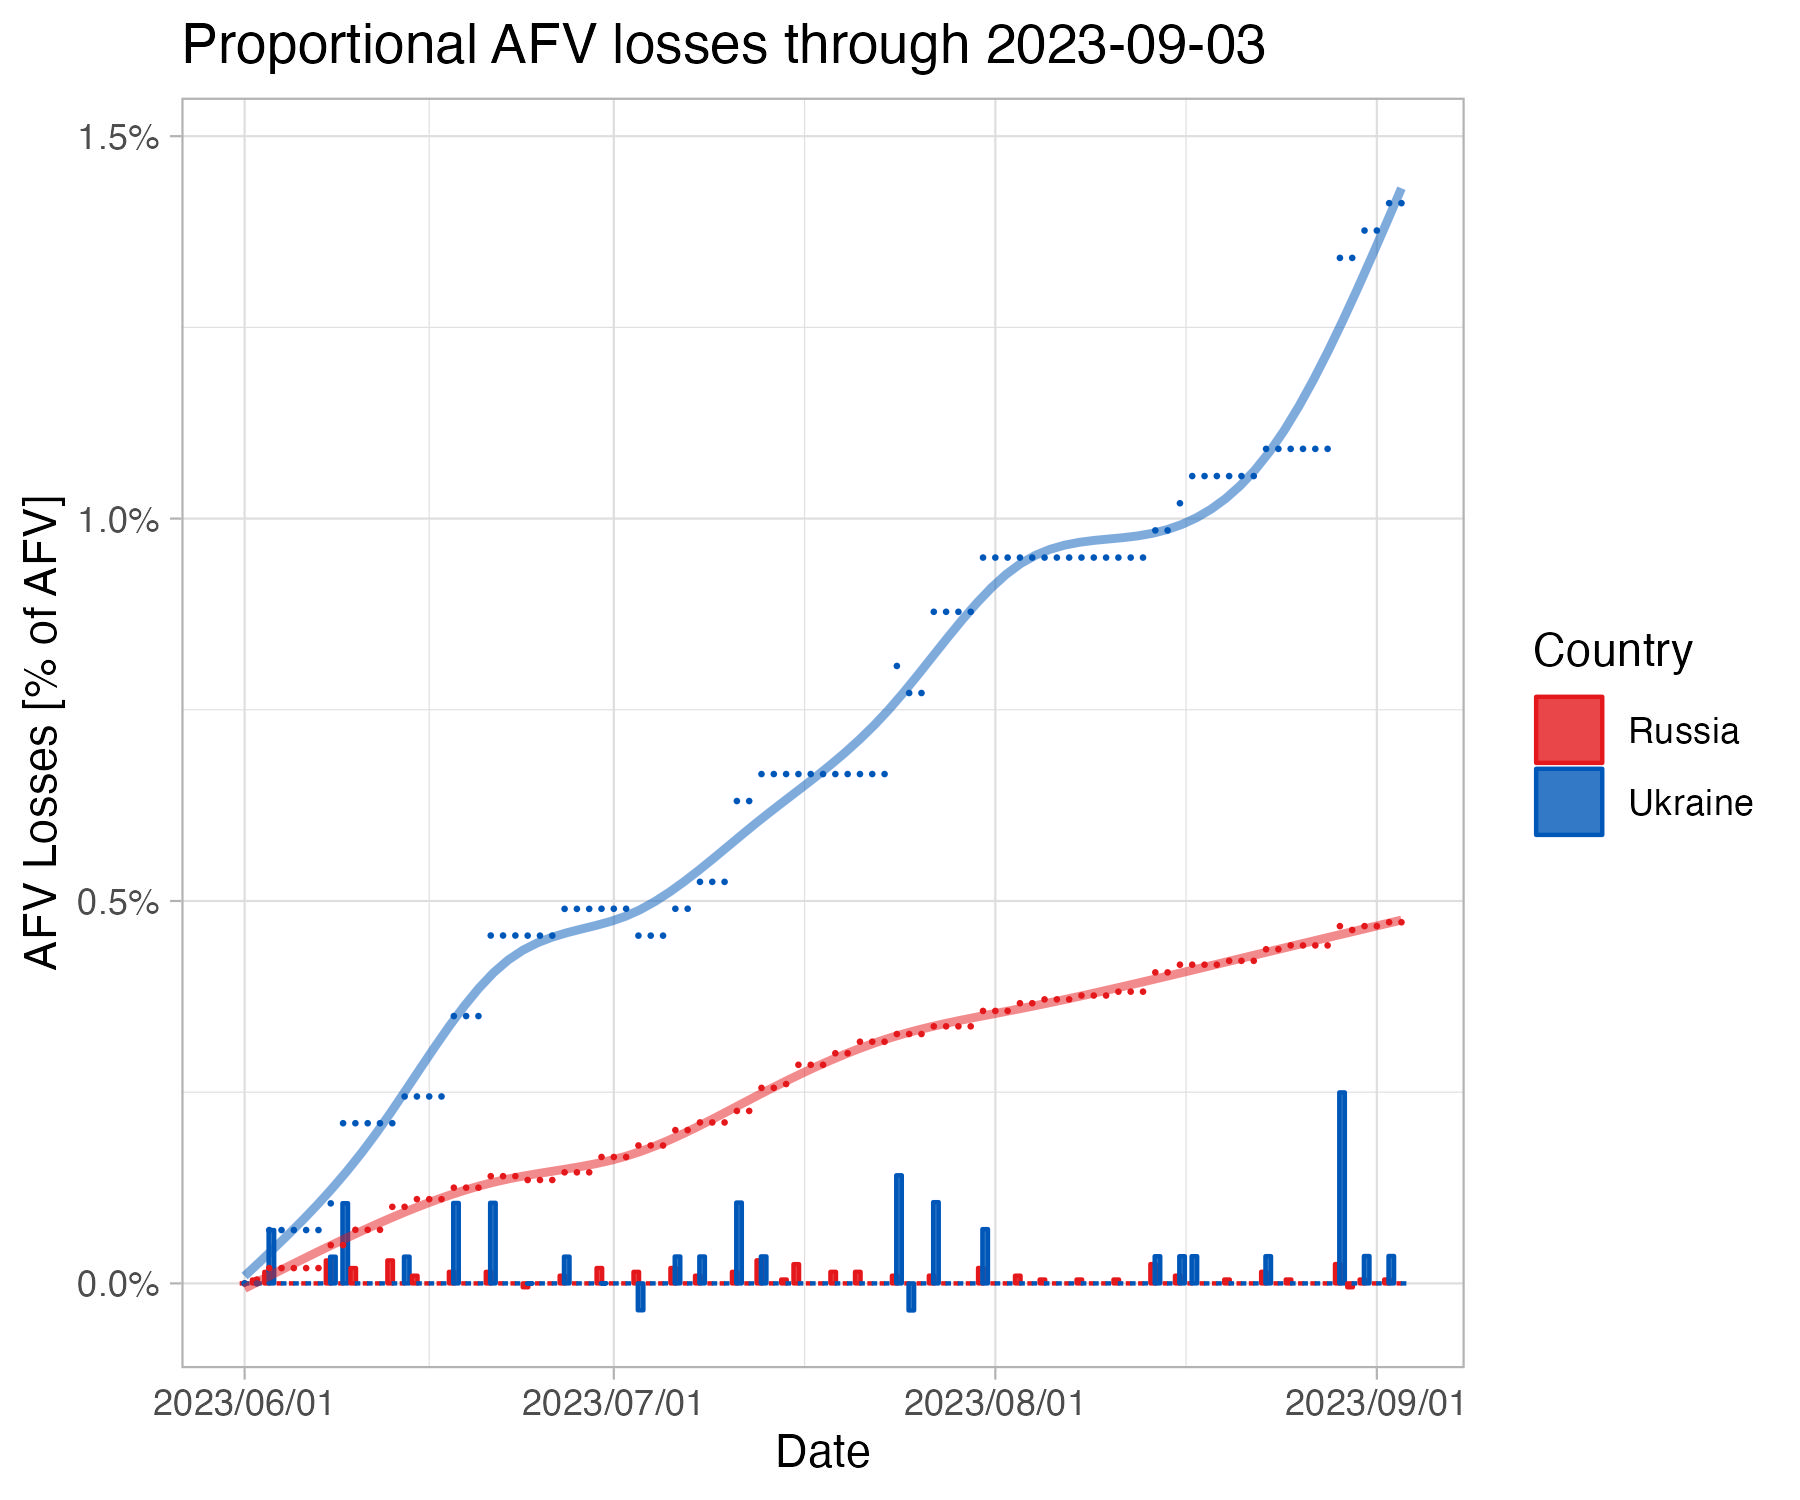 Proportional AFV losses through 2023-09-03
AFV Losses [% of AFV]
1.5%
1.0%
0.5%
0.0%
2023/06/01
2023/07/01
2023/08/01
2023/09/01
Date
Country
Russia
Ukraine